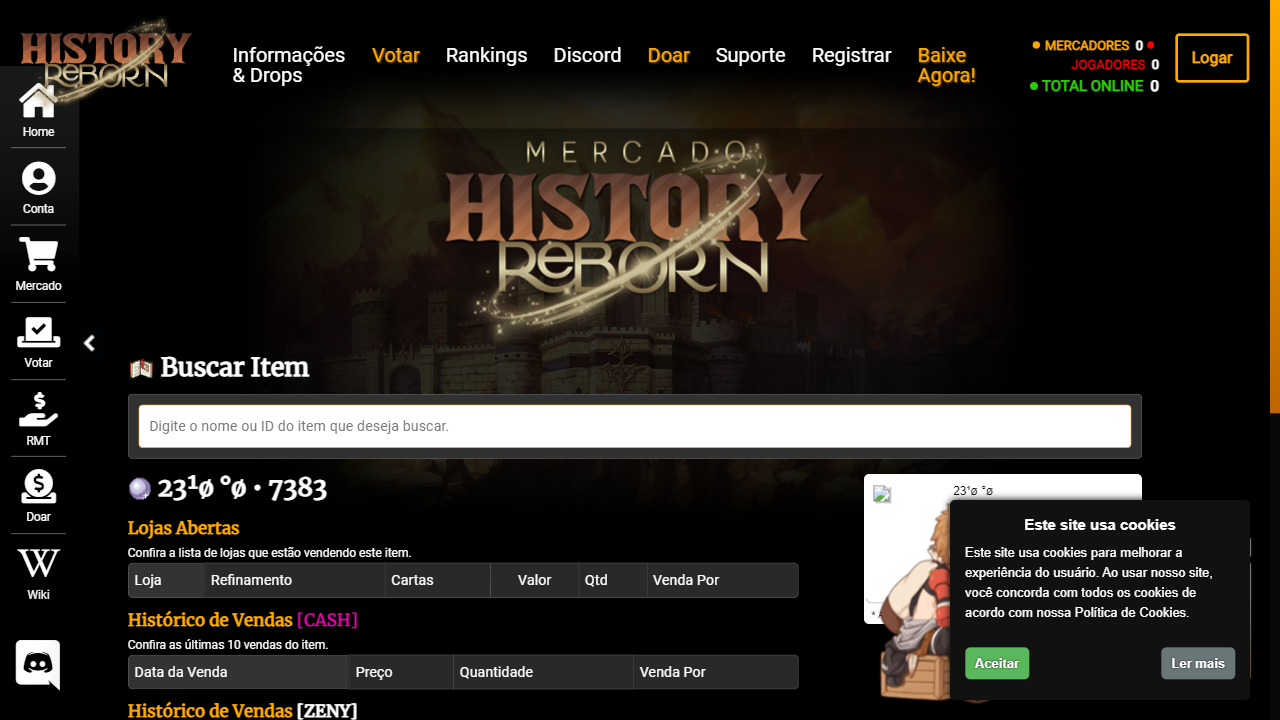 HISTORY
REBORN
Informações
& Drops
Votar
Rankings
Discord
Doar
Suporte
Registrar
Baixe
Agora!
MERCADORES 0
JOGADORES 0
TOTAL ONLINE 0
Logar
Home
Conta
Mercado
Votar
RMT
Doar
Wiki
MERCADO
HISTORY
REBORN
Buscar Item
Digite o nome ou ID do item que deseja buscar.
23¹ø °ø • 7383
Lojas Abertas
Confira a lista de lojas que estão vendendo este item.
Loja Refinamento Cartas Valor Qtd Venda Por
Histórico de Vendas [CASH]
Confira as últimas 10 vendas do item.
Data da Venda Preço Quantidade Venda Por
Histórico de Vendas [ZENY]
23¹ø °ø
Este site usa cookies
Este site usa cookies para melhorar a
experiência do usuário. Ao usar nosso site,
você concorda com todos os cookies de
acordo com nossa Política de Cookies.
Aceitar
Ler mais